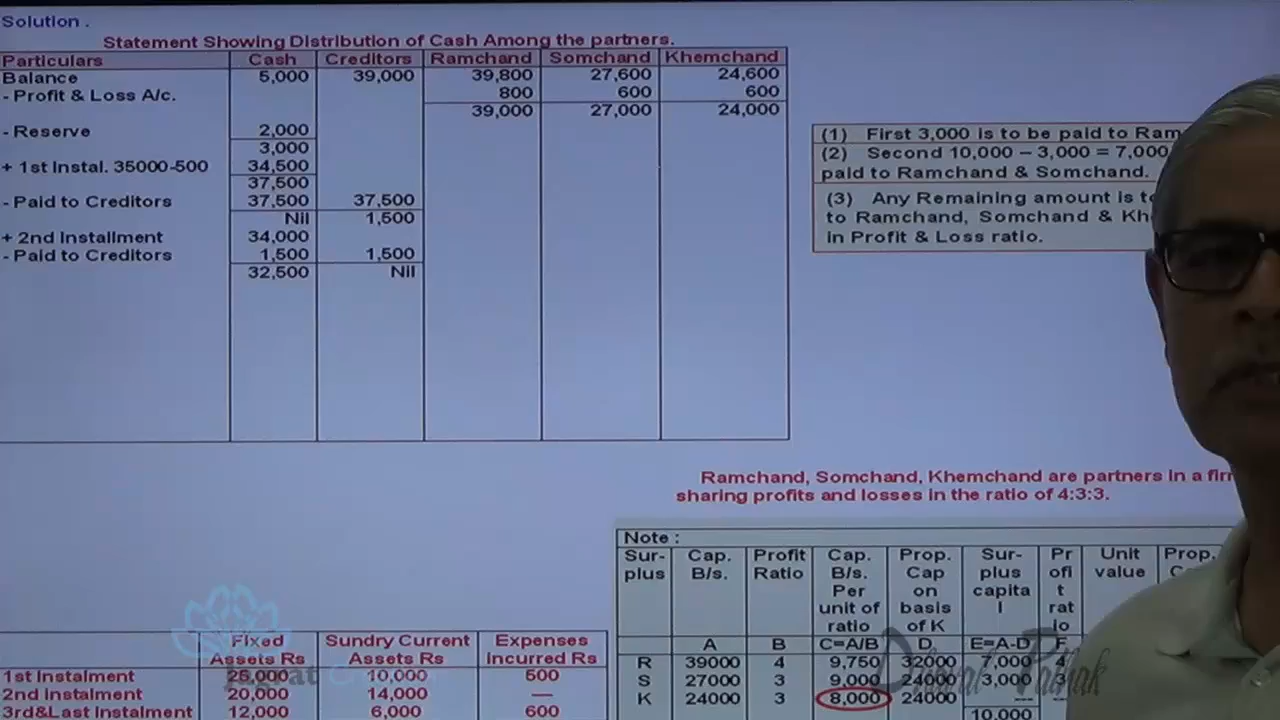 Solution .
Statement Showing Distribution of Cash Among the partners.
Particulars Cash Creditors Ramchand Somchand Khemchand
Balance 5,000 39,000 39,800 27,600 24,600
- Profit & Loss A/c. 800 600 600
39,000 27,000 24,000
- Reserve 2,000
3,000
+ 1st Instal. 35000-500 34,500
37,500
- Paid to Creditors 37,500 37,500
Nil 1,500
+ 2nd Installment 34,000
- Paid to Creditors 1,500 1,500
32,500 Nil
(1) First 3,000 is to be paid to Ram
(2) Second 10,000 – 3,000 = 7,000
paid to Ramchand & Somchand.
(3) Any Remaining amount is to
to Ramchand, Somchand & Kh
in Profit & Loss ratio.
Ramchand, Somchand, Khemchand are partners in a firm
sharing profits and losses in the ratio of 4:3:3.
Note :
Sur- Cap. Profit Cap. Prop. Sur- Pr Unit Prop.
plus B/s. Ratio B/s. Cap plus ofi value
Per on capita t
unit of basis l rat
ratio of K io
A B C=A/B D E=A-D F
R 39000 4 9,750 32000 7,000 4
S 27000 3 9,000 24000 3,000 3
K 24000 3 8,000 24000 --- ---
10,000
Fixed Sundry Current Expenses
Assets Rs Assets Rs Incurred Rs
1st Instalment 25,000 10,000 500
2nd Instalment 20,000 14,000 —
3rd&Last Instalment 12,000 6,000 600
Bharat Pathak